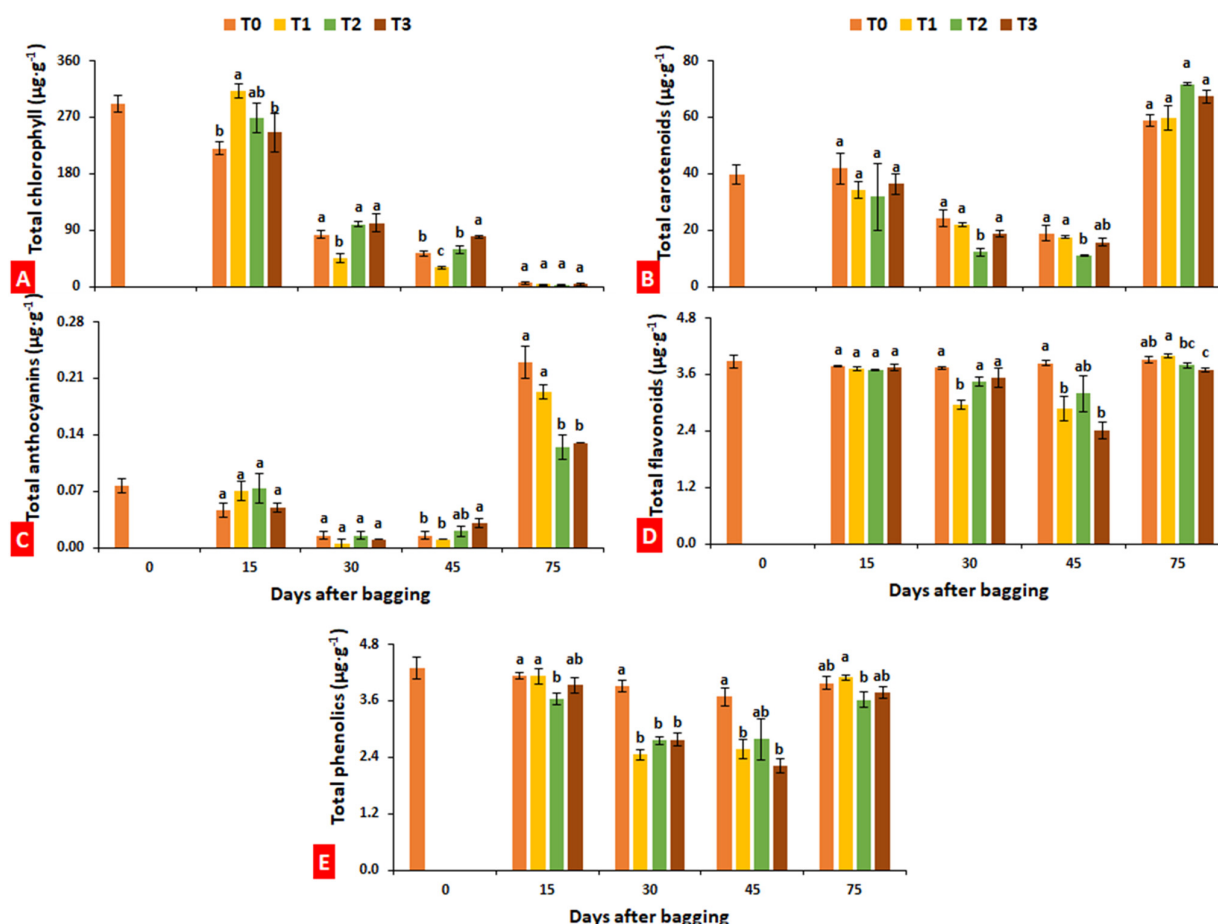 T0 T1 T2 T3
Total chlorophyll (µg·g⁻¹)
360
270
180
90
0
b a ab b
a b a a
b c b a
a a a a
A
T0 T1 T2 T3
Total carotenoids (µg·g⁻¹)
80
60
40
20
0
a a a a
a a b a
a a b ab
a a a a
B
Total anthocyanins (µg·g⁻¹)
0.28
0.21
0.14
0.07
0.00
a a a a
a a a a
b b ab a
a a b b
C
0 15 30 45 75
Days after bagging
Total flavonoids (µg·g⁻¹)
4.8
3.6
2.4
1.2
0.0
a a a a
a b a a
a b ab b
ab a bc c
D
0 15 30 45 75
Days after bagging
Total phenolics (µg·g⁻¹)
4.8
3.6
2.4
1.2
0.0
a a b ab
a b b b
a b ab b
ab a b ab
E
0 15 30 45 75
Days after bagging